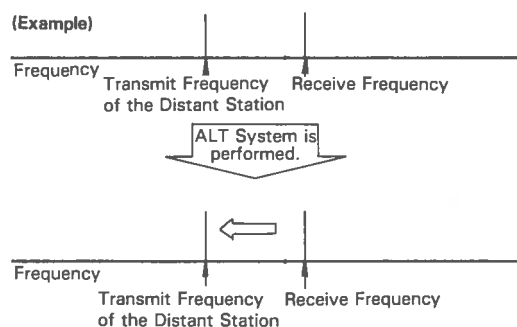 (Example)
Frequency
Transmit Frequency
of the Distant Station
Receive Frequency
ALT System is
performed.
Frequency
Transmit Frequency
of the Distant Station
Receive Frequency